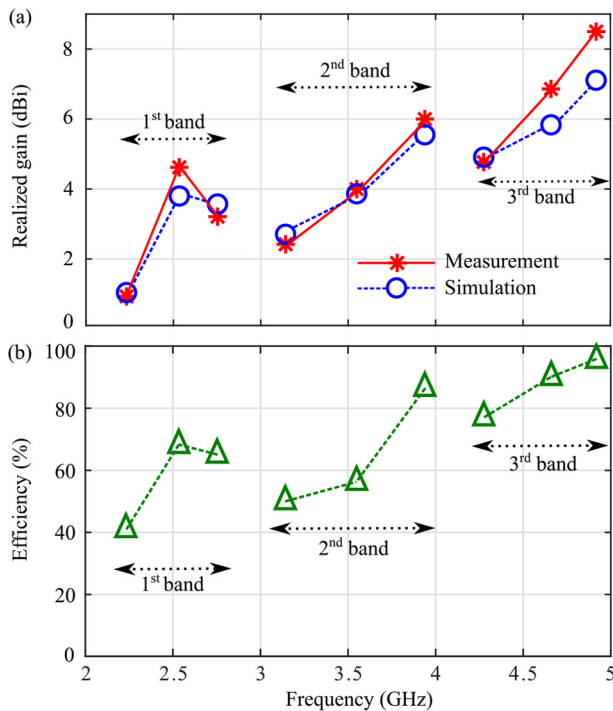 (a)
8
6
4
2
0
Realized gain (dBi)
1st band
2nd band
3rd band
Measurement
Simulation
(b)
100
80
60
40
20
0
Efficiency (%)
1st band
2nd band
3rd band
2 2.5 3 3.5 4 4.5 5
Frequency (GHz)